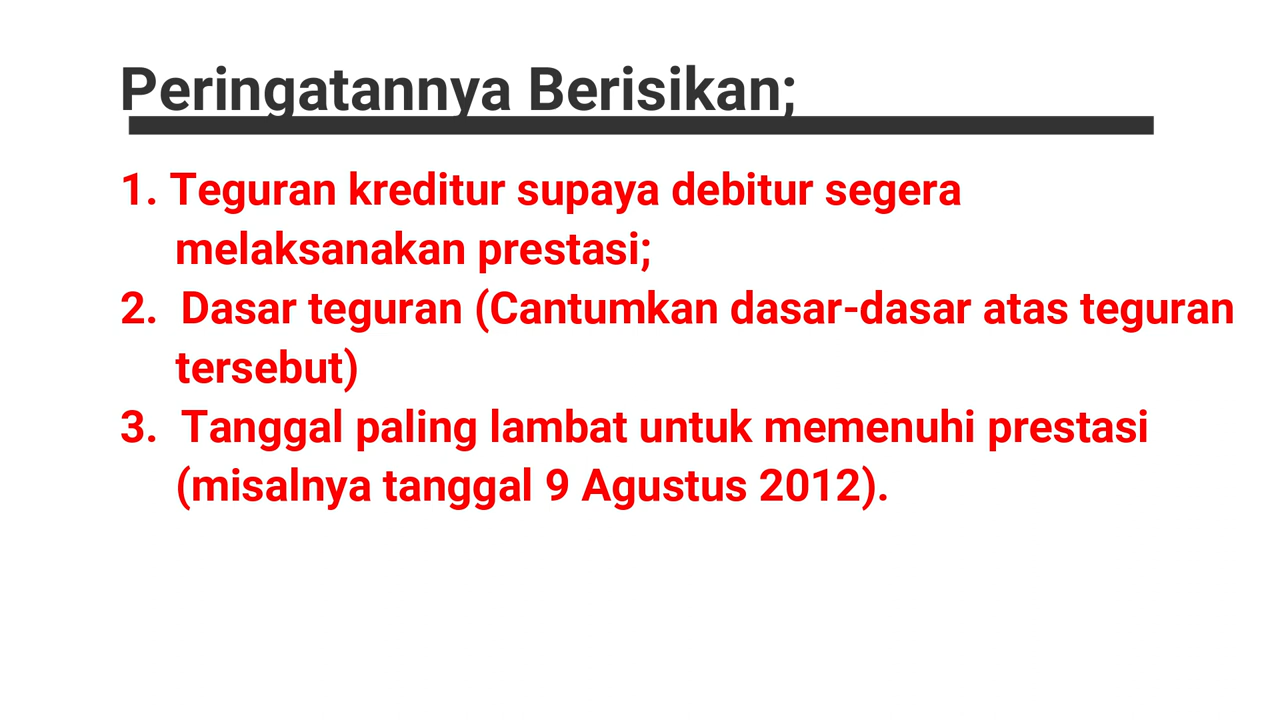 Peringatannya Berisikan;
1. Teguran kreditur supaya debitur segera
melaksanakan prestasi;
2. Dasar teguran (Cantumkan dasar-dasar atas teguran
tersebut)
3. Tanggal paling lambat untuk memenuhi prestasi
(misalnya tanggal 9 Agustus 2012).